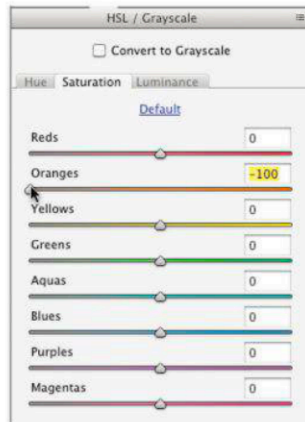 HSL / Grayscale
Convert to Grayscale
Hue Saturation Luminance
Default
Reds 0
Oranges -100
Yellows 0
Greens 0
Aquas 0
Blues 0
Purples 0
Magentas 0